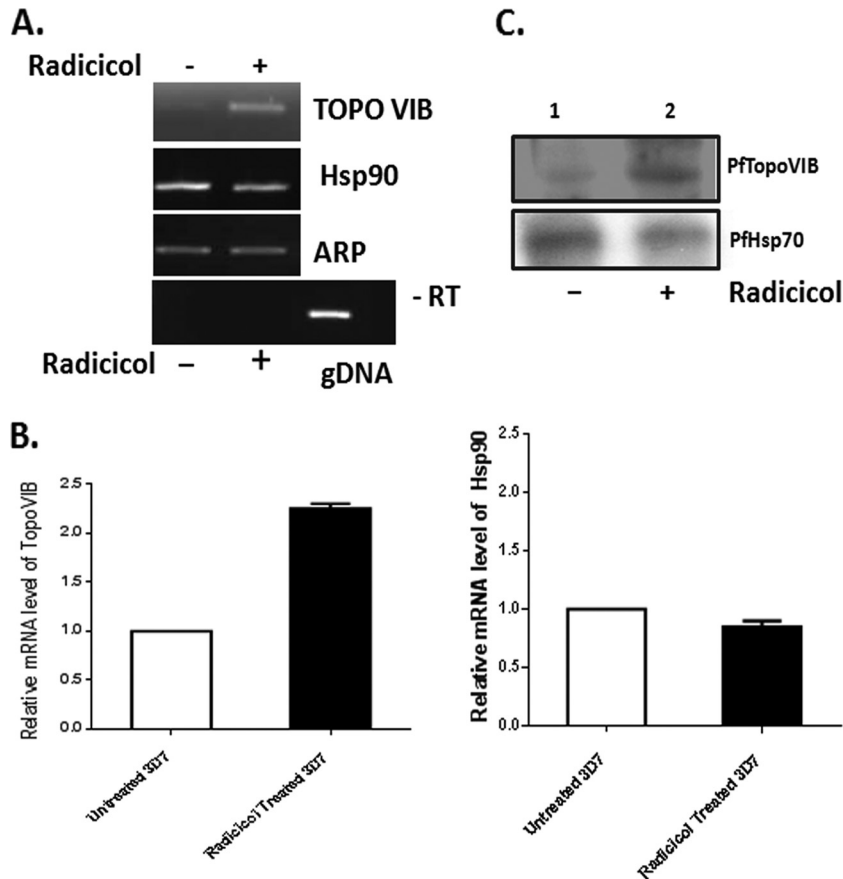 A.
Radicicol - +
TOPO VIB
Hsp90
ARP
- RT
Radicicol – +
gDNA
C.
1 2
PfTopoVIB
PfHsp70
– + Radicicol
B.
Relative mRNA level of TopoVIB
2.5
2.0
1.5
1.0
0.5
0.0
Untreated 3D7
Radicicol Treated 3D7
Relative mRNA level of Hsp90
2.5
2.0
1.5
1.0
0.5
0.0
Untreated 3D7
Radicicol Treated 3D7